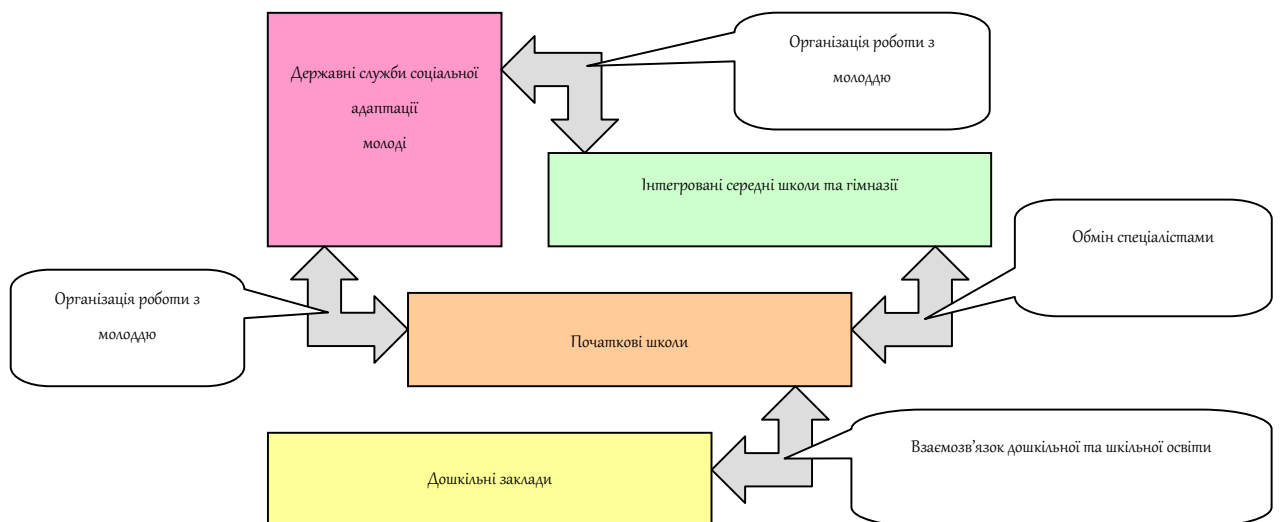 Організація роботи з
молоддю
Державні служби соціальної
адаптації
молоді
Інтегровані середні школи та гімназії
Обмін спеціалістами
Організація роботи з
молоддю
Початкові школи
Взаємозв'язок дошкільної та шкільної освіти
Дошкільні заклади